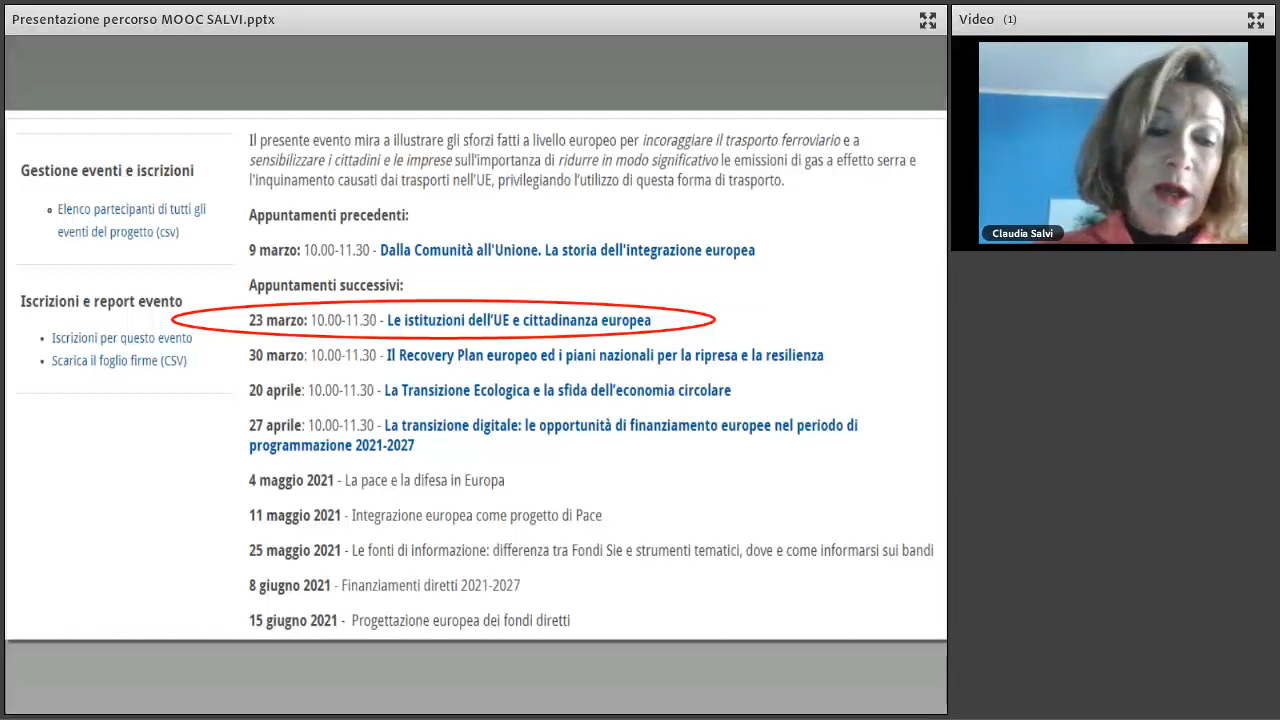 Presentazione percorso MOOC SALVI.pptx
Video (1)
Claudia Salvi
Gestione eventi e iscrizioni
Elenco partecipanti di tutti gli
eventi del progetto (csv)
Iscrizioni e report evento
Iscrizioni per questo evento
Scarica il foglio firme (CSV)
Il presente evento mira a illustrare gli sforzi fatti a livello europeo per incoraggiare il trasporto ferroviario e a
sensibilizzare i cittadini e le imprese sull'importanza di ridurre in modo significativo le emissioni di gas a effetto serra e
l'inquinamento causati dai trasporti nell'UE, privilegiando l’utilizzo di questa forma di trasporto.
Appuntamenti precedenti:
9 marzo: 10.00-11.30 - Dalla Comunità all'Unione. La storia dell'integrazione europea
Appuntamenti successivi:
23 marzo: 10.00-11.30 - Le istituzioni dell’UE e cittadinanza europea
30 marzo: 10.00-11.30 - Il Recovery Plan europeo ed i piani nazionali per la ripresa e la resilienza
20 aprile: 10.00-11.30 - La Transizione Ecologica e la sfida dell’economia circolare
27 aprile: 10.00-11.30 - La transizione digitale: le opportunità di finanziamento europee nel periodo di
programmazione 2021-2027
4 maggio 2021 - La pace e la difesa in Europa
11 maggio 2021 - Integrazione europea come progetto di Pace
25 maggio 2021 - Le fonti di informazione: differenza tra Fondi Sie e strumenti tematici, dove e come informarsi sui bandi
8 giugno 2021 - Finanziamenti diretti 2021-2027
15 giugno 2021 - Progettazione europea dei fondi diretti